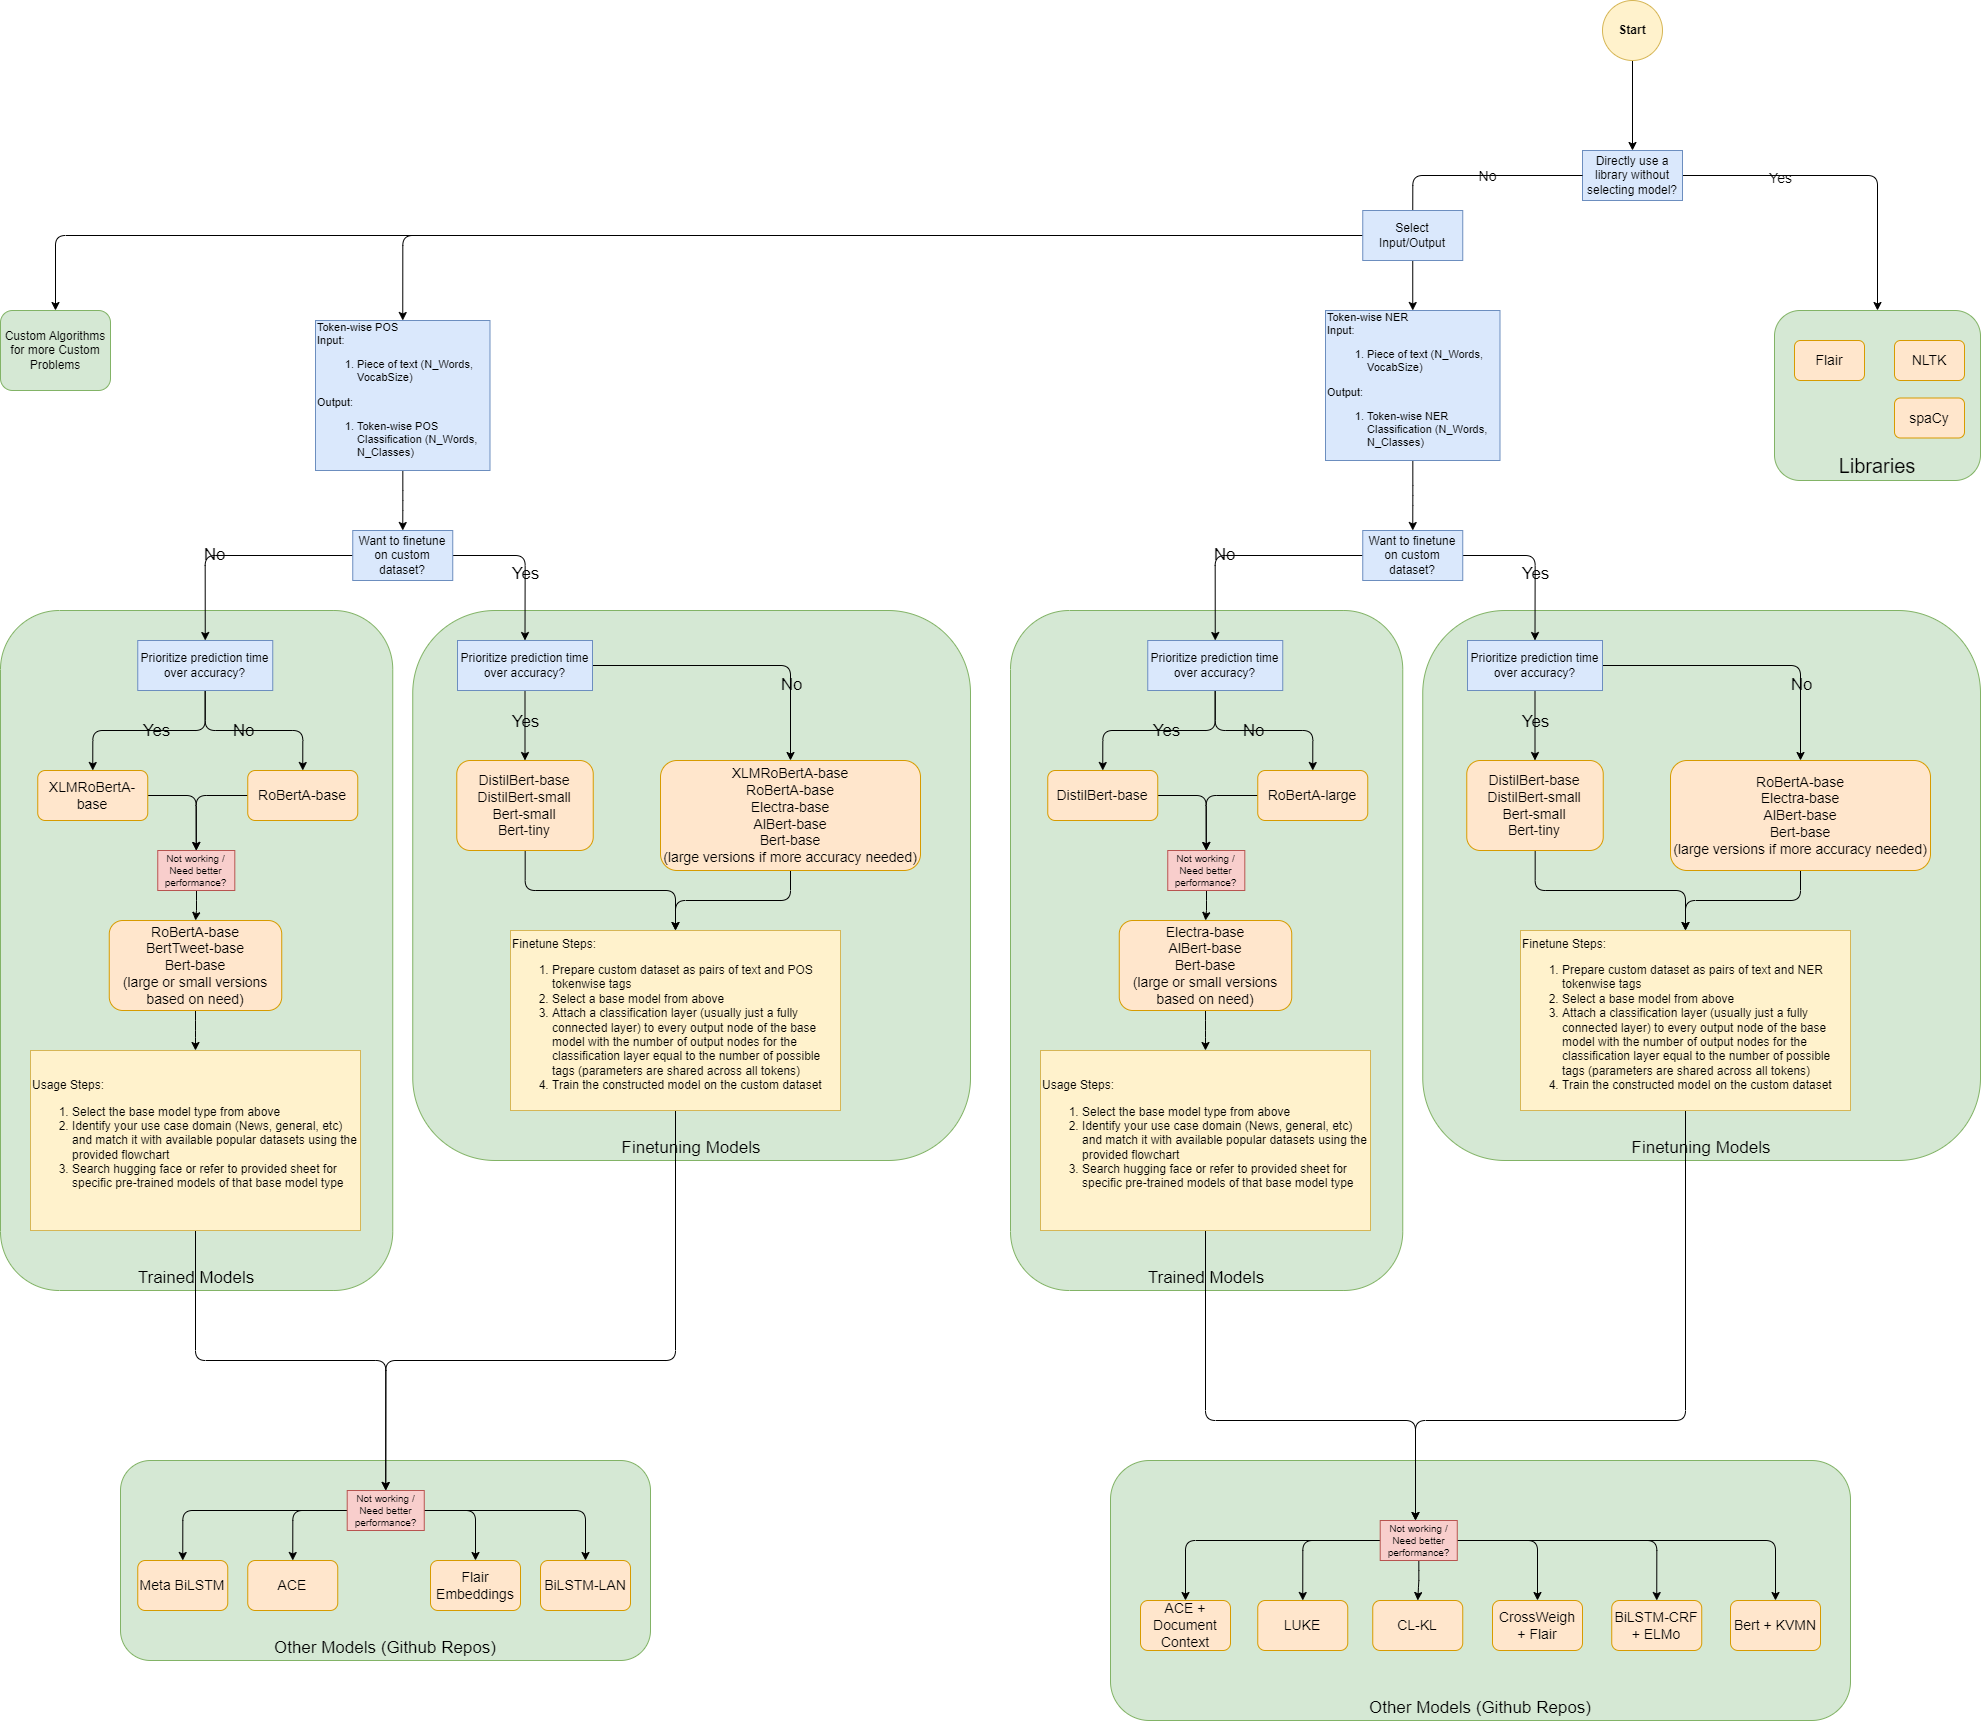 Start
Directly use a
library without
selecting model?
No
Yes
Select
Input/Output
Custom Algorithms
for more Custom
Problems
Token-wise POS
Input:
1. Piece of text (N_Words,
VocabSize)
Output:
1. Token-wise POS
Classification (N_Words,
N_Classes)
Token-wise NER
Input:
1. Piece of text (N_Words,
VocabSize)
Output:
1. Token-wise NER
Classification (N_Words,
N_Classes)
Flair
NLTK
spaCy
Libraries
Want to finetune
on custom
dataset?
No
Yes
Want to finetune
on custom
dataset?
No
Yes
Prioritize prediction time
over accuracy?
Yes
No
XLMRoBertA-
base
RoBertA-base
Not working /
Need better
performance?
RoBertA-base
BertTweet-base
Bert-base
(large or small versions
based on need)
Usage Steps:
1. Select the base model type from above
2. Identify your use case domain (News, general, etc)
and match it with available popular datasets using the
provided flowchart
3. Search hugging face or refer to provided sheet for
specific pre-trained models of that base model type
Trained Models
Prioritize prediction time
over accuracy?
Yes
No
DistilBert-base
DistilBert-small
Bert-small
Bert-tiny
XLMRoBertA-base
RoBertA-base
Electra-base
AlBert-base
Bert-base
(large versions if more accuracy needed)
Finetune Steps:
1. Prepare custom dataset as pairs of text and POS
tokenwise tags
2. Select a base model from above
3. Attach a classification layer (usually just a fully
connected layer) to every output node of the base
model with the number of output nodes for the
classification layer equal to the number of possible
tags (parameters are shared across all tokens)
4. Train the constructed model on the custom dataset
Finetuning Models
Prioritize prediction time
over accuracy?
Yes
No
DistilBert-base
RoBertA-large
Not working /
Need better
performance?
Electra-base
AlBert-base
Bert-base
(large or small versions
based on need)
Usage Steps:
1. Select the base model type from above
2. Identify your use case domain (News, general, etc)
and match it with available popular datasets using the
provided flowchart
3. Search hugging face or refer to provided sheet for
specific pre-trained models of that base model type
Trained Models
Prioritize prediction time
over accuracy?
Yes
No
DistilBert-base
DistilBert-small
Bert-small
Bert-tiny
RoBertA-base
Electra-base
AlBert-base
Bert-base
(large versions if more accuracy needed)
Finetune Steps:
1. Prepare custom dataset as pairs of text and NER
tokenwise tags
2. Select a base model from above
3. Attach a classification layer (usually just a fully
connected layer) to every output node of the base
model with the number of output nodes for the
classification layer equal to the number of possible
tags (parameters are shared across all tokens)
4. Train the constructed model on the custom dataset
Finetuning Models
Not working /
Need better
performance?
Meta BiLSTM
ACE
Flair
Embeddings
BiLSTM-LAN
Other Models (Github Repos)
Not working /
Need better
performance?
ACE +
Document
Context
LUKE
CL-KL
CrossWeigh
+ Flair
BiLSTM-CRF
+ ELMo
Bert + KVMN
Other Models (Github Repos)